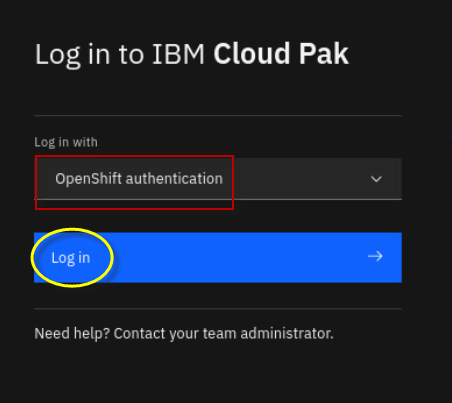 Log in to IBM Cloud Pak
Log in with
OpenShift authentication
Log in
Need help? Contact your team administrator.